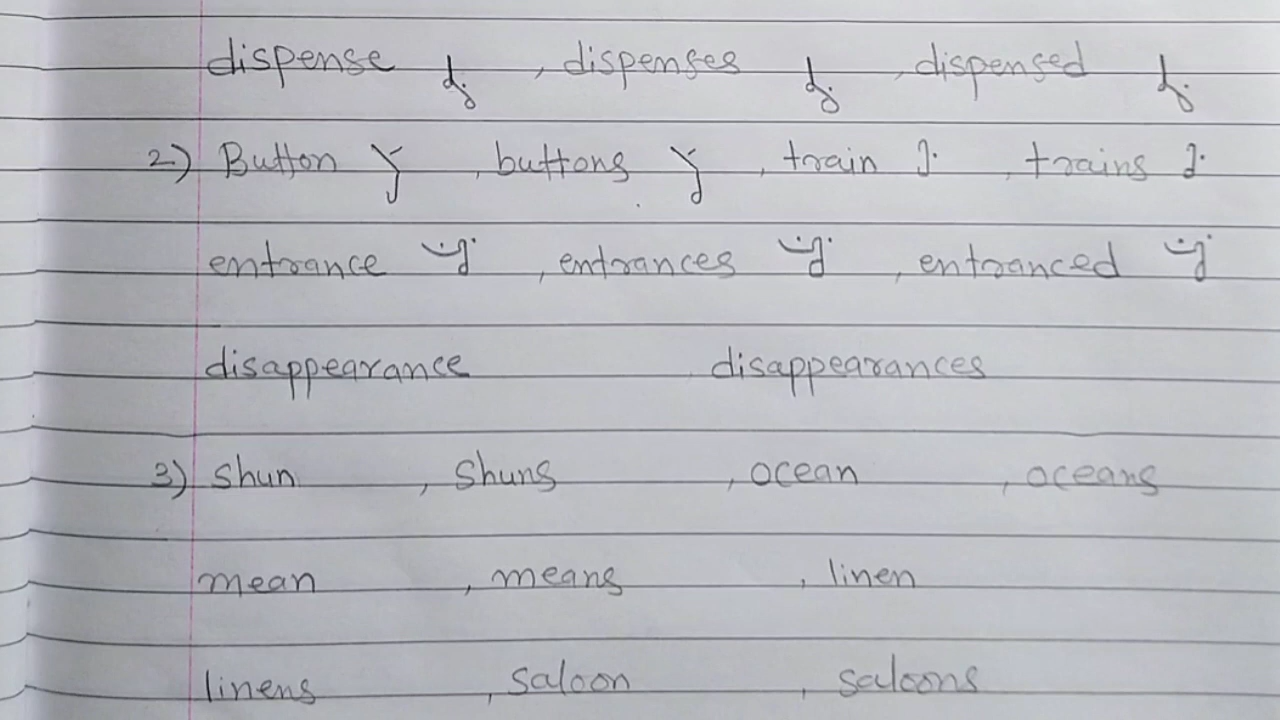 dispense , dispenses , dispensed
2) Button , buttons , train , trains
entrance , entrances , entranced
disappearance disappearances
3) shun , shuns , ocean , oceans
mean , means , linen
linens , saloon , saloons